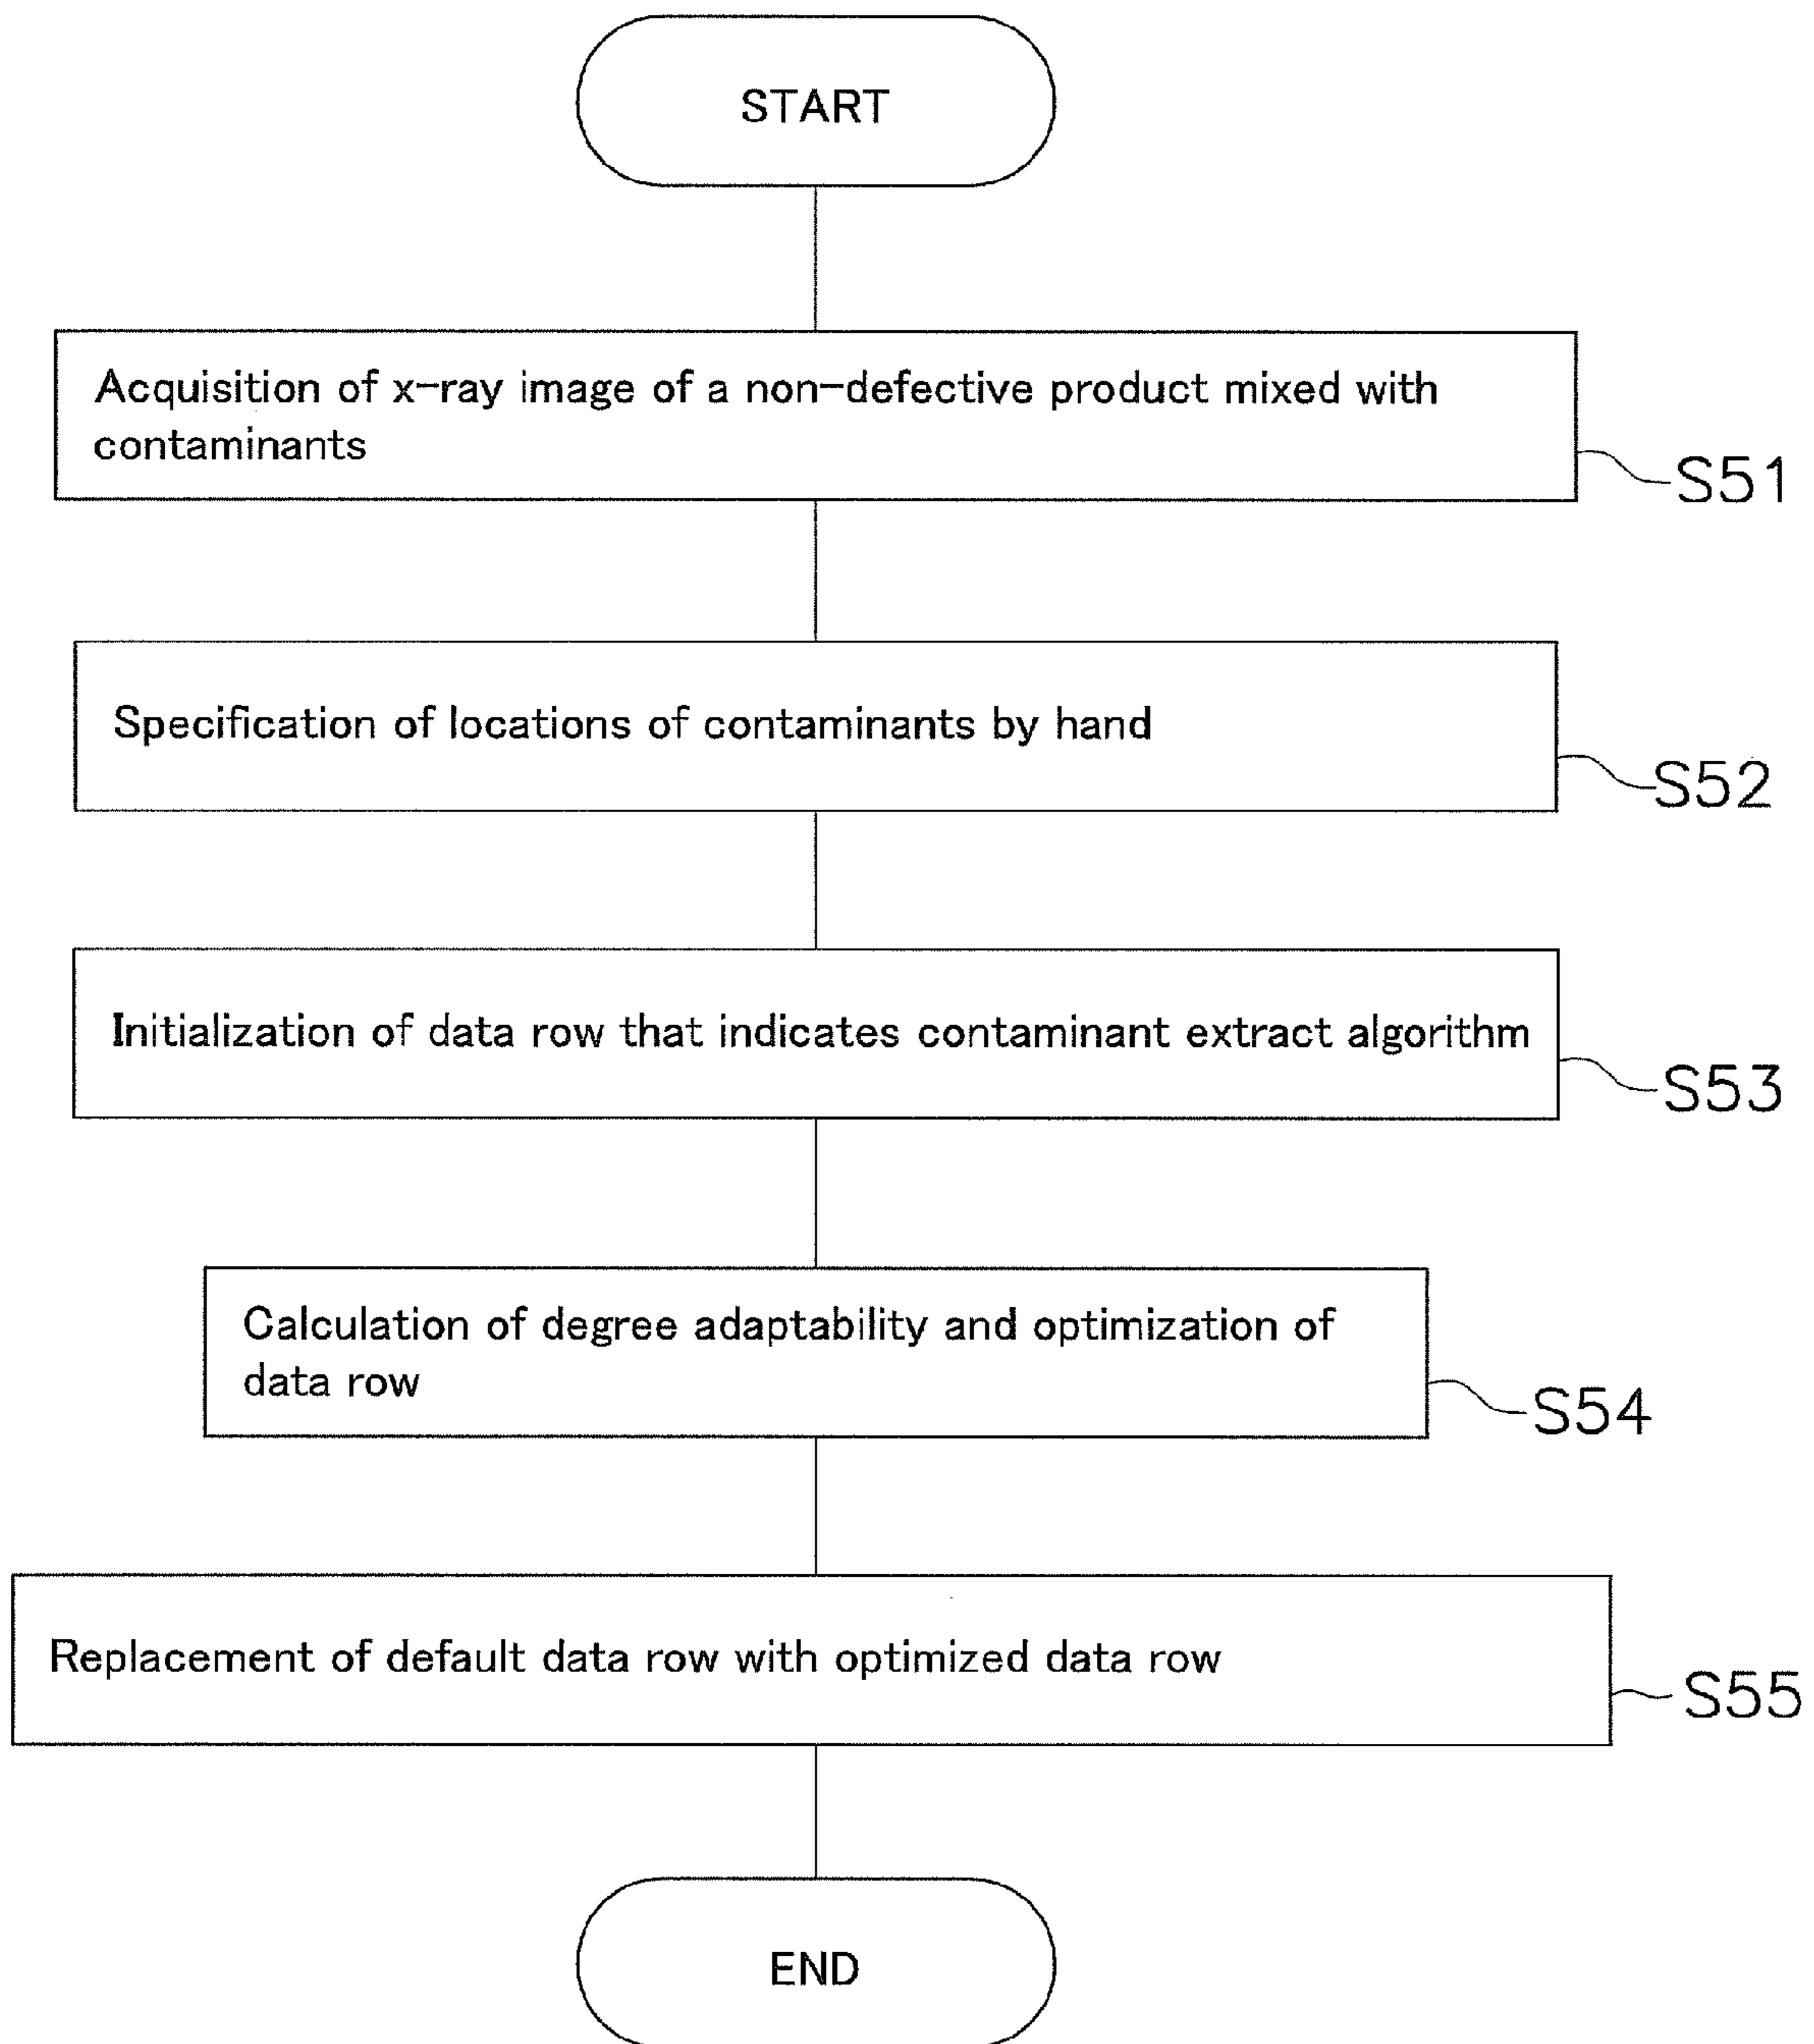 START
Acquisition of x-ray image of a non-defective product mixed with
contaminants
S51
Specification of locations of contaminants by hand
S52
Initialization of data row that indicates contaminant extract algorithm
S53
Calculation of degree adaptability and optimization of
data row
S54
Replacement of default data row with optimized data row
S55
END